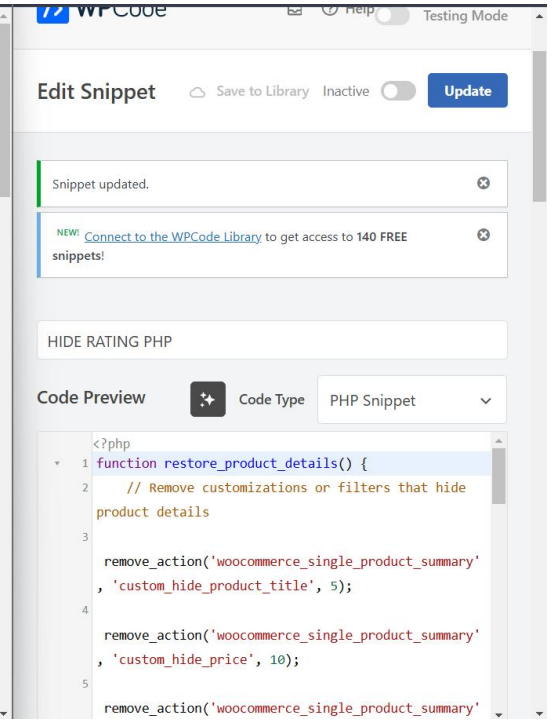 WPCode
Help
Testing Mode
Edit Snippet
Save to Library
Inactive
Update
Snippet updated.
NEW! Connect to the WPCode Library to get access to 140 FREE
snippets!
HIDE RATING PHP
Code Preview
Code Type
PHP Snippet
<?php
1 function restore_product_details() {
2 // Remove customizations or filters that hide
product details
3
remove_action('woocommerce_single_product_summary'
, 'custom_hide_product_title', 5);
4
remove_action('woocommerce_single_product_summary'
, 'custom_hide_price', 10);
5
remove_action('woocommerce_single_product_summary'